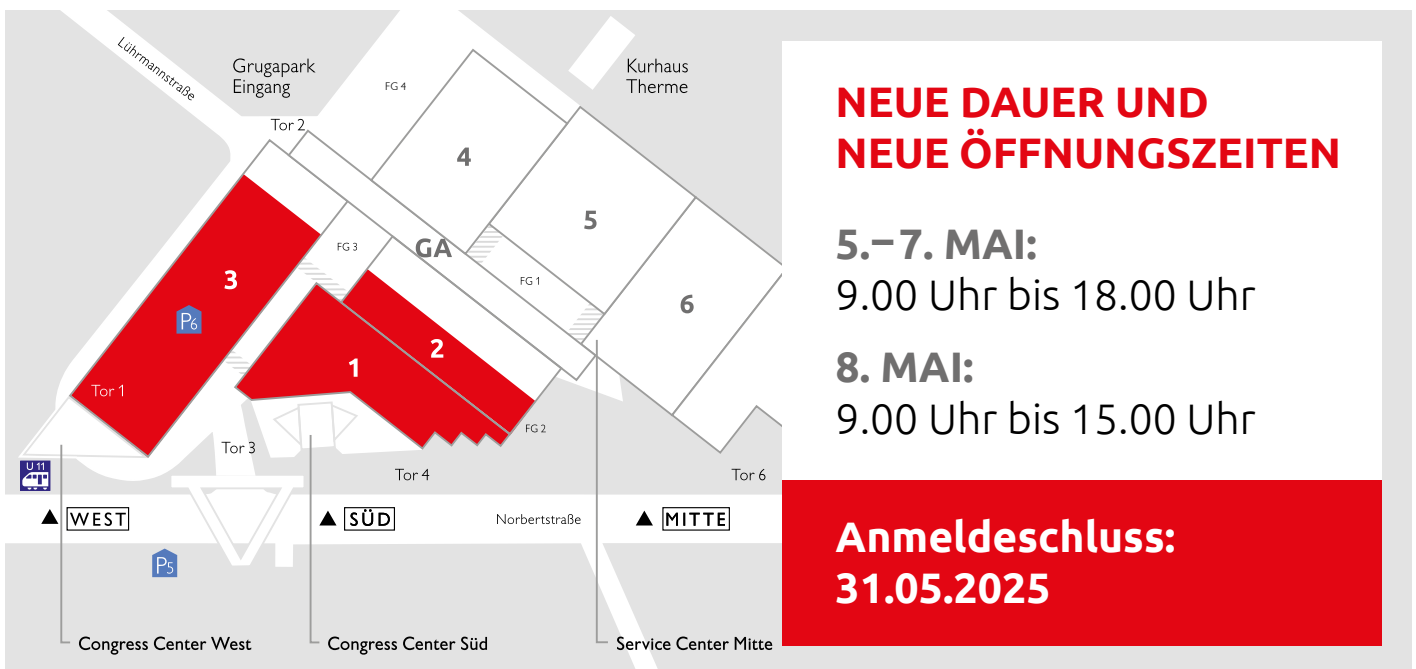 Lührmannstraße
Grugapark
Eingang
FG 4
Kurhaus
Therme
Tor 2
4
5
GA
FG 3
FG 1
3
6
P6
2
1
Tor 1
FG 2
Tor 3
U 11
Tor 4
Tor 6
WEST
SÜD
Norbertstraße
MITTE
P5
Congress Center West
Congress Center Süd
Service Center Mitte
NEUE DAUER UND
NEUE ÖFFNUNGSZEITEN
5.–7. MAI:
9.00 Uhr bis 18.00 Uhr
8. MAI:
9.00 Uhr bis 15.00 Uhr
Anmeldeschluss:
31.05.2025